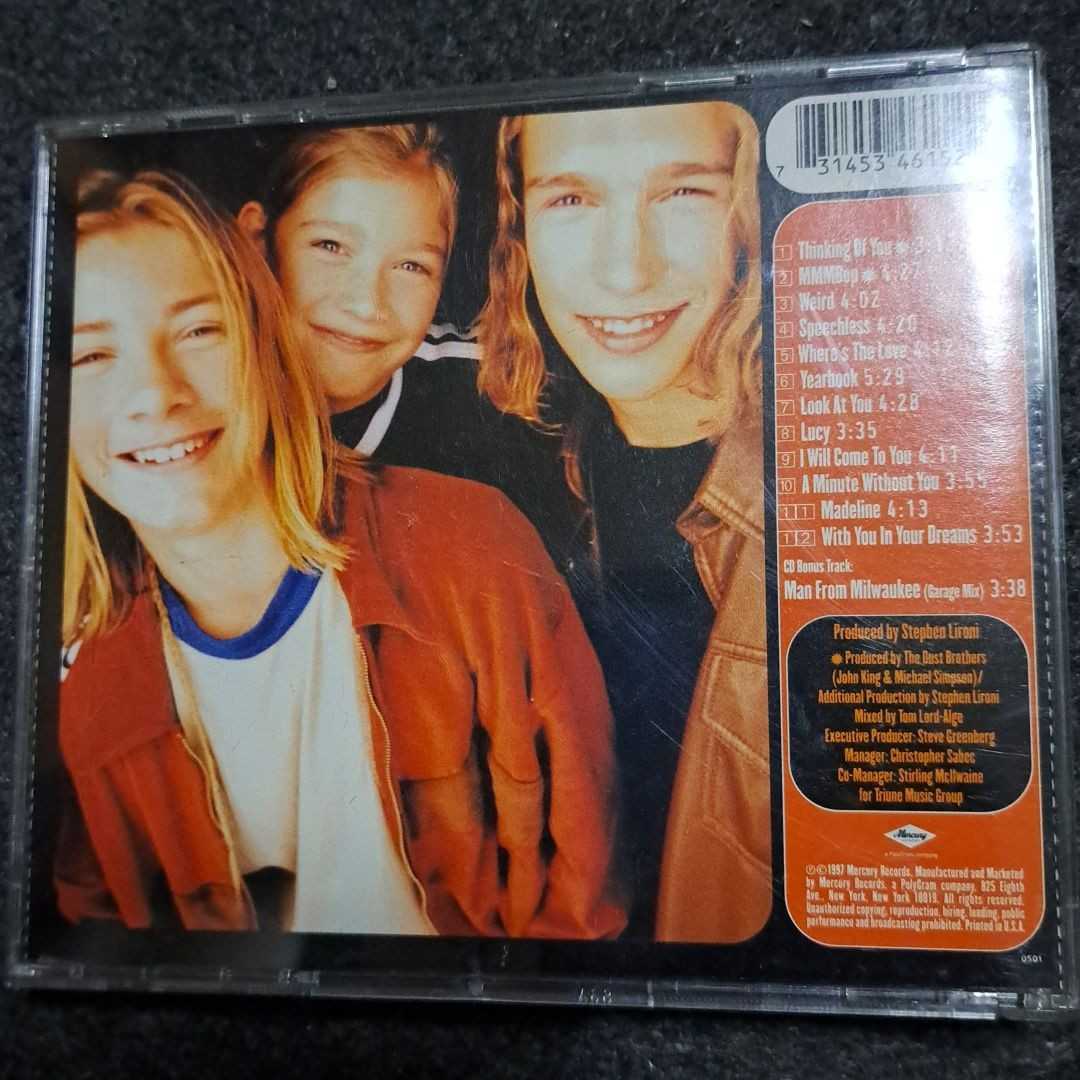 7 31453 46152
1 Thinking Of You ✹ 3
2 MMMBop ✹ 4:27
3 Weird 4:02
4 Speechless 4:20
5 Where's The Love 4:12
6 Yearbook 5:29
7 Look At You 4:28
8 Lucy 3:35
9 I Will Come To You 4:11
10 A Minute Without You 3:55
11 Madeline 4:13
12 With You In Your Dreams 3:53
CD Bonus Track:
Man From Milwaukee (Garage Mix) 3:38
Produced by Stephen Lironi
✹ Produced by The Dust Brothers
(John King & Michael Simpson)/
Additional Production by Stephen Lironi
Mixed by Tom Lord-Alge
Executive Producer: Steve Greenberg
Manager: Christopher Sabec
Co-Manager: Stirling McIlwaine
for Triune Music Group
Mercury
a PolyGram company
℗©1997 Mercury Records. Manufactured and Marketed
by Mercury Records, a PolyGram company, 825 Eighth
Ave., New York, New York 10019. All rights reserved.
Unauthorized copying, reproduction, hiring, lending, public
performance and broadcasting prohibited. Printed in U.S.A.
0501